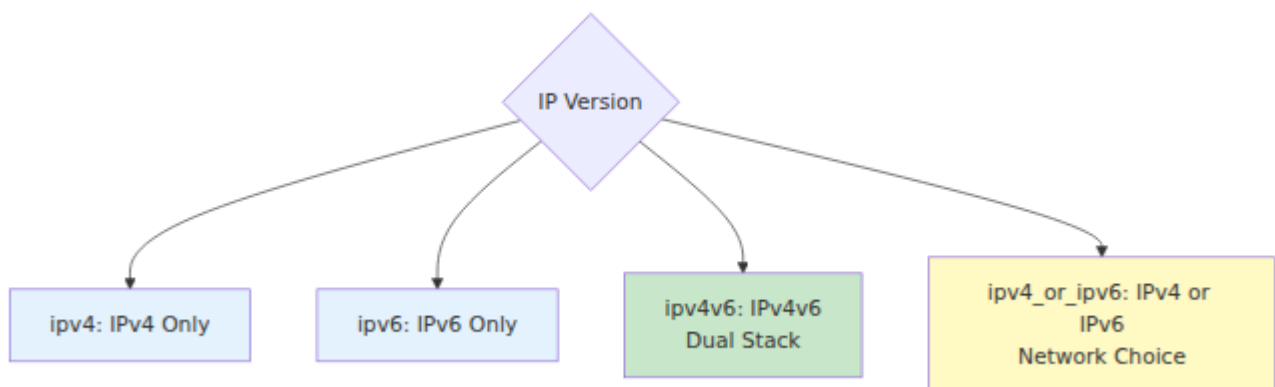 IP Version
ipv4: IPv4 Only
ipv6: IPv6 Only
ipv4v6: IPv4v6
Dual Stack
ipv4_or_ipv6: IPv4 or
IPv6
Network Choice